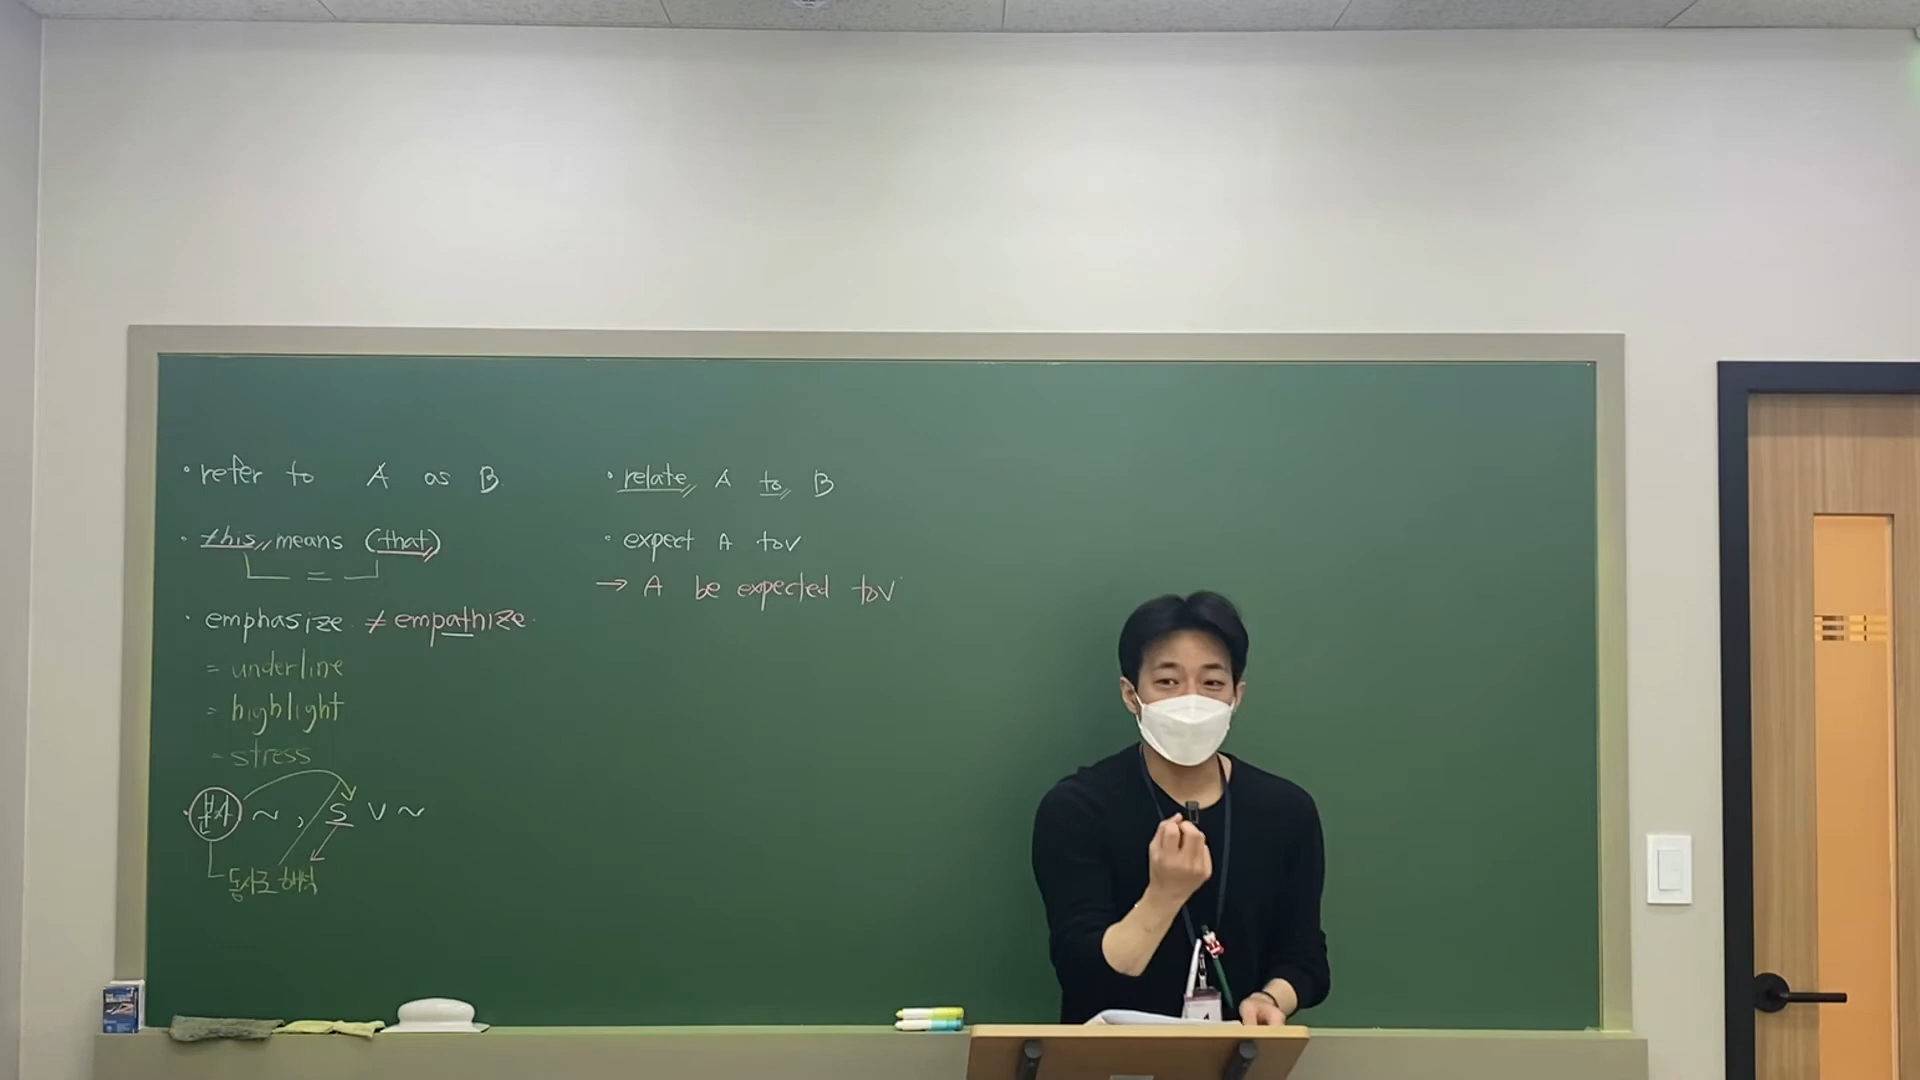 · refer to A as B
· this means (that)
=
· emphasize ≠ empathize
= underline
= highlight
= stress
· 분사 ~, S V ~
동사로 해석
· relate A to B
· expect A toV
→ A be expected toV